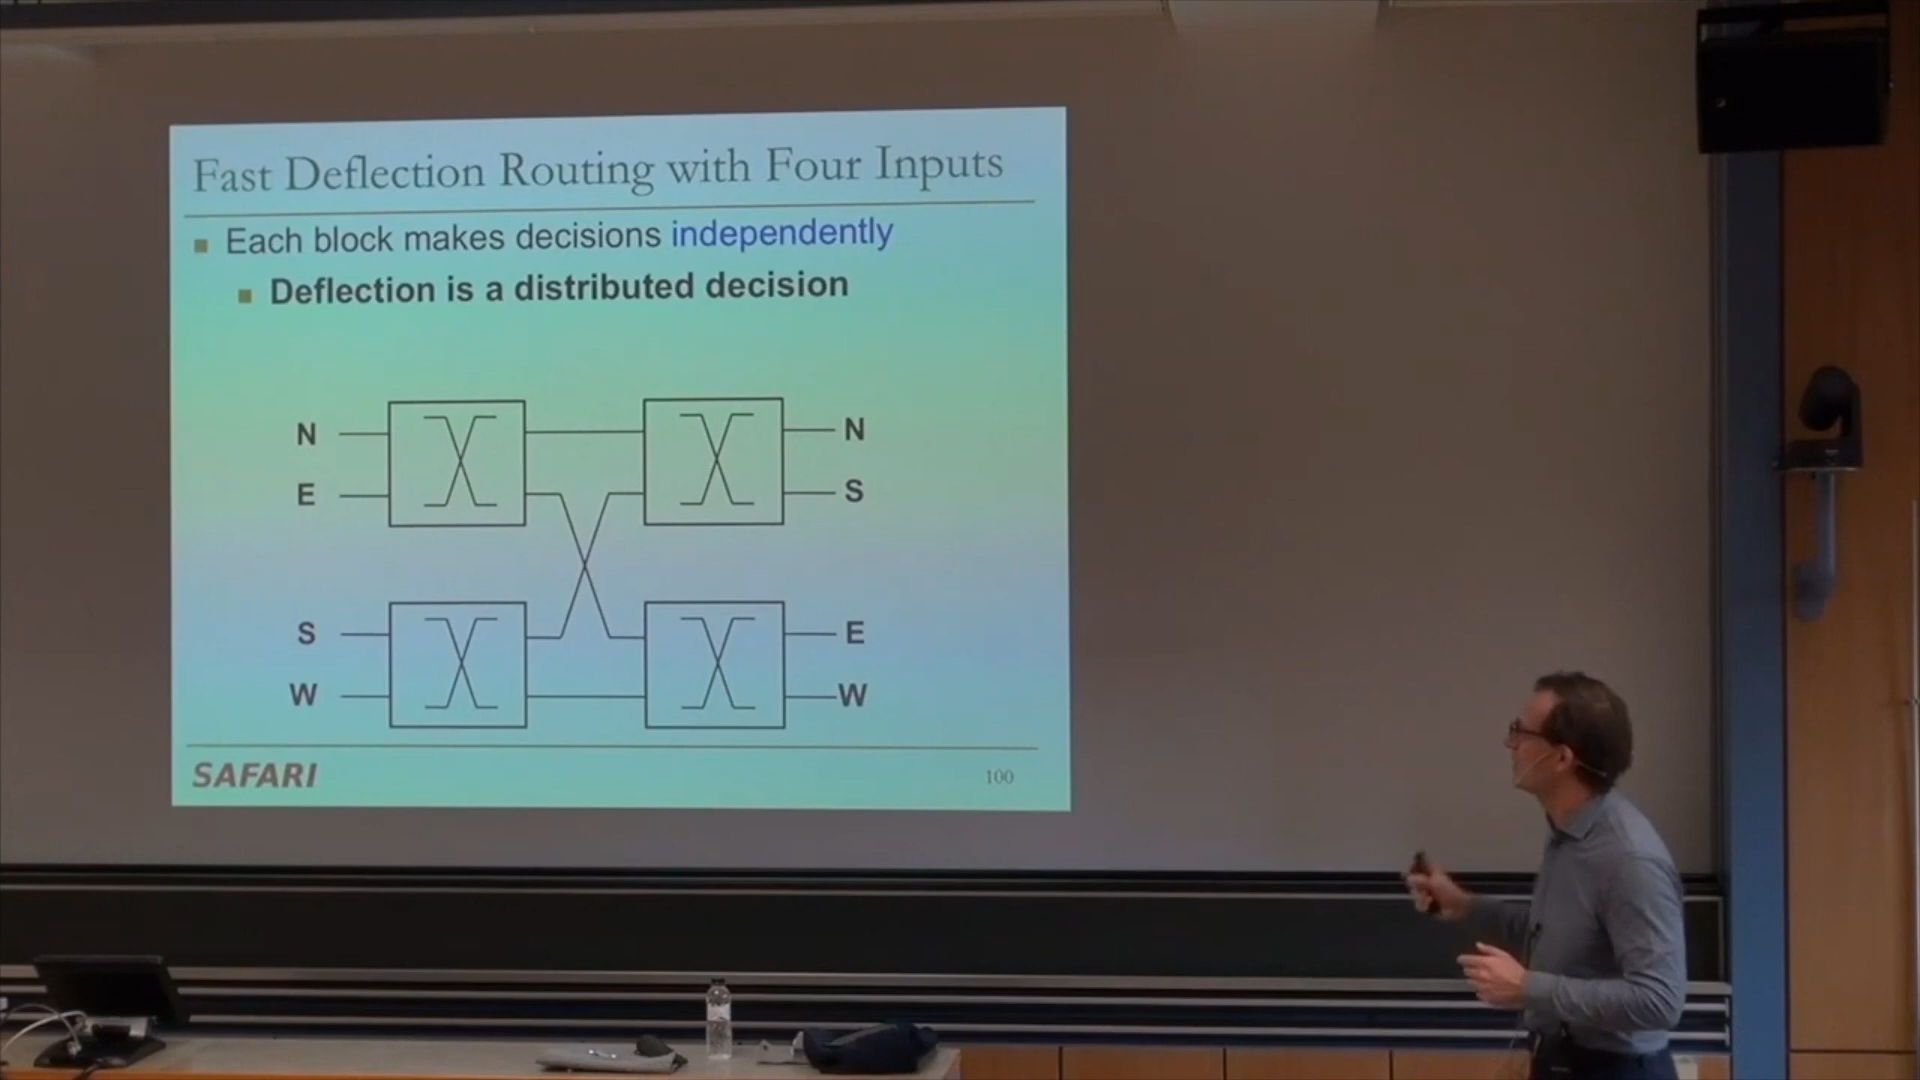 Fast Deflection Routing with Four Inputs
Each block makes decisions independently
Deflection is a distributed decision
N
N
E
S
S
E
W
W
SAFARI
100